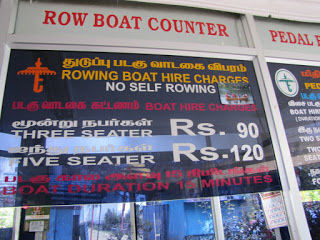 ROW BOAT COUNTER
PEDAL
துடுப்பு படகு வாடகை விபரம்
ROWING BOAT HIRE CHARGES
NO SELF ROWING
படகு வாடகை கட்டணம் BOAT HIRE CHARGES
மூன்று நபர்கள்
THREE SEATER Rs. 90
ஐந்து நபர்கள்
FIVE SEATER Rs. 120
BOAT DURATION 15 MINUTES